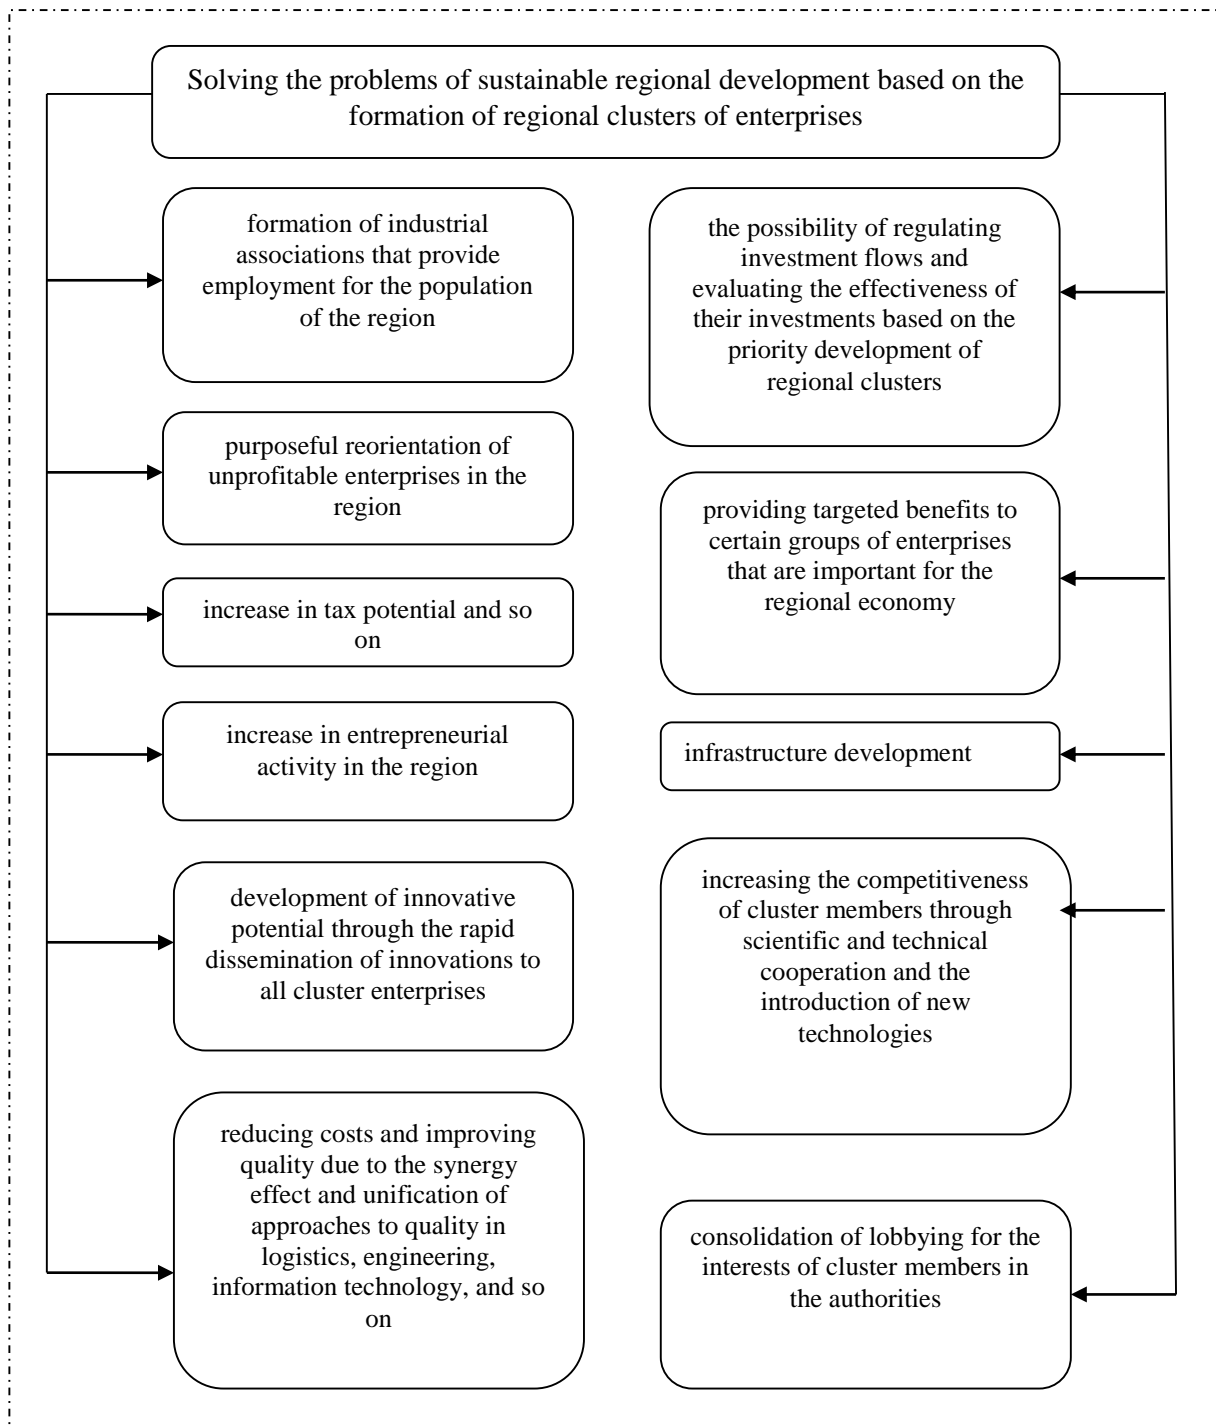 Solving the problems of sustainable regional development based on the
formation of regional clusters of enterprises
formation of industrial
associations that provide
employment for the population
of the region
purposeful reorientation of
unprofitable enterprises in the
region
increase in tax potential and so
on
increase in entrepreneurial
activity in the region
development of innovative
potential through the rapid
dissemination of innovations to
all cluster enterprises
reducing costs and improving
quality due to the synergy
effect and unification of
approaches to quality in
logistics, engineering,
information technology, and so
on
the possibility of regulating
investment flows and
evaluating the effectiveness of
their investments based on the
priority development of
regional clusters
providing targeted benefits to
certain groups of enterprises
that are important for the
regional economy
infrastructure development
increasing the competitiveness
of cluster members through
scientific and technical
cooperation and the
introduction of new
technologies
consolidation of lobbying for the
interests of cluster members in
the authorities